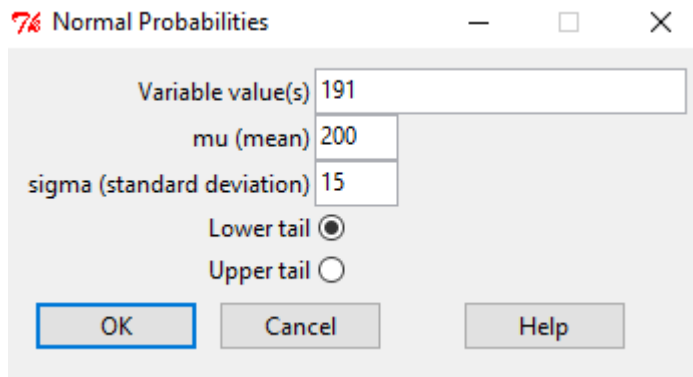 Normal Probabilities
Variable value(s) 191
mu (mean) 200
sigma (standard deviation) 15
Lower tail
Upper tail
OK Cancel Help